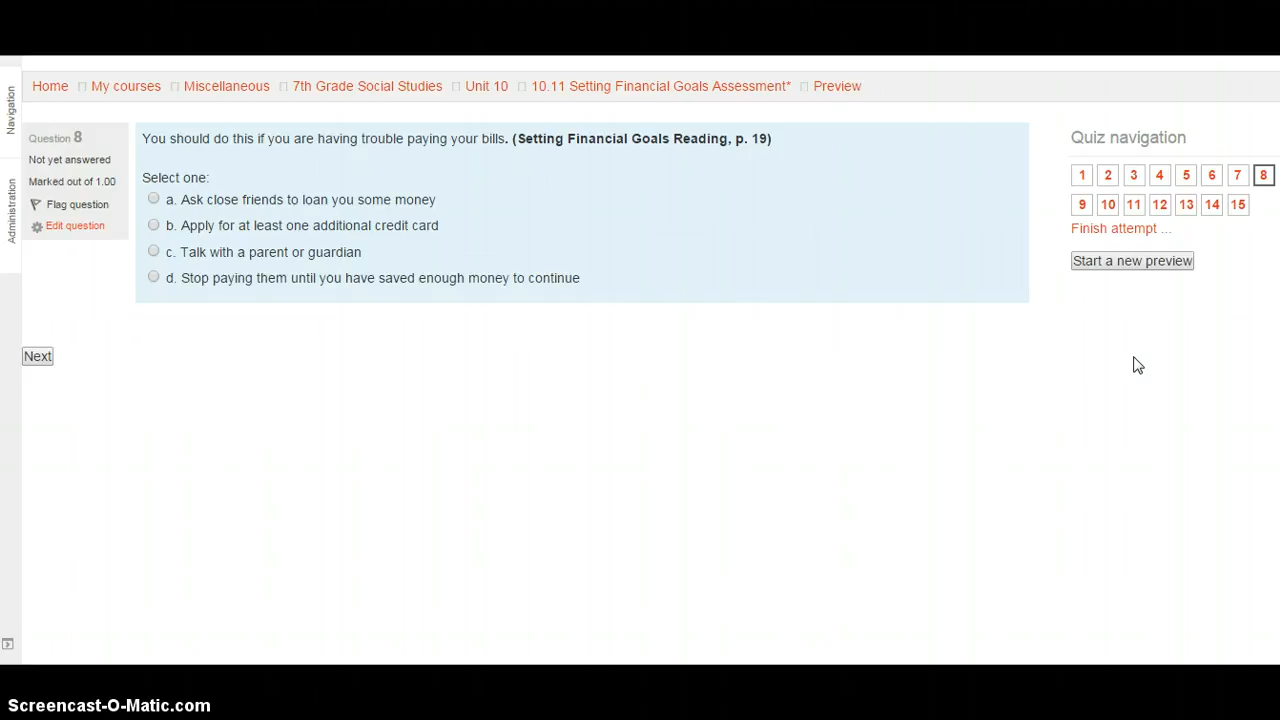 Home My courses Miscellaneous 7th Grade Social Studies Unit 10 10.11 Setting Financial Goals Assessment* Preview
Navigation
Administration
Question 8
Not yet answered
Marked out of 1.00
Flag question
Edit question
You should do this if you are having trouble paying your bills. (Setting Financial Goals Reading, p. 19)
Select one:
a. Ask close friends to loan you some money
b. Apply for at least one additional credit card
c. Talk with a parent or guardian
d. Stop paying them until you have saved enough money to continue
Quiz navigation
1 2 3 4 5 6 7 8
9 10 11 12 13 14 15
Finish attempt ...
Start a new preview
Next
Screencast-O-Matic.com